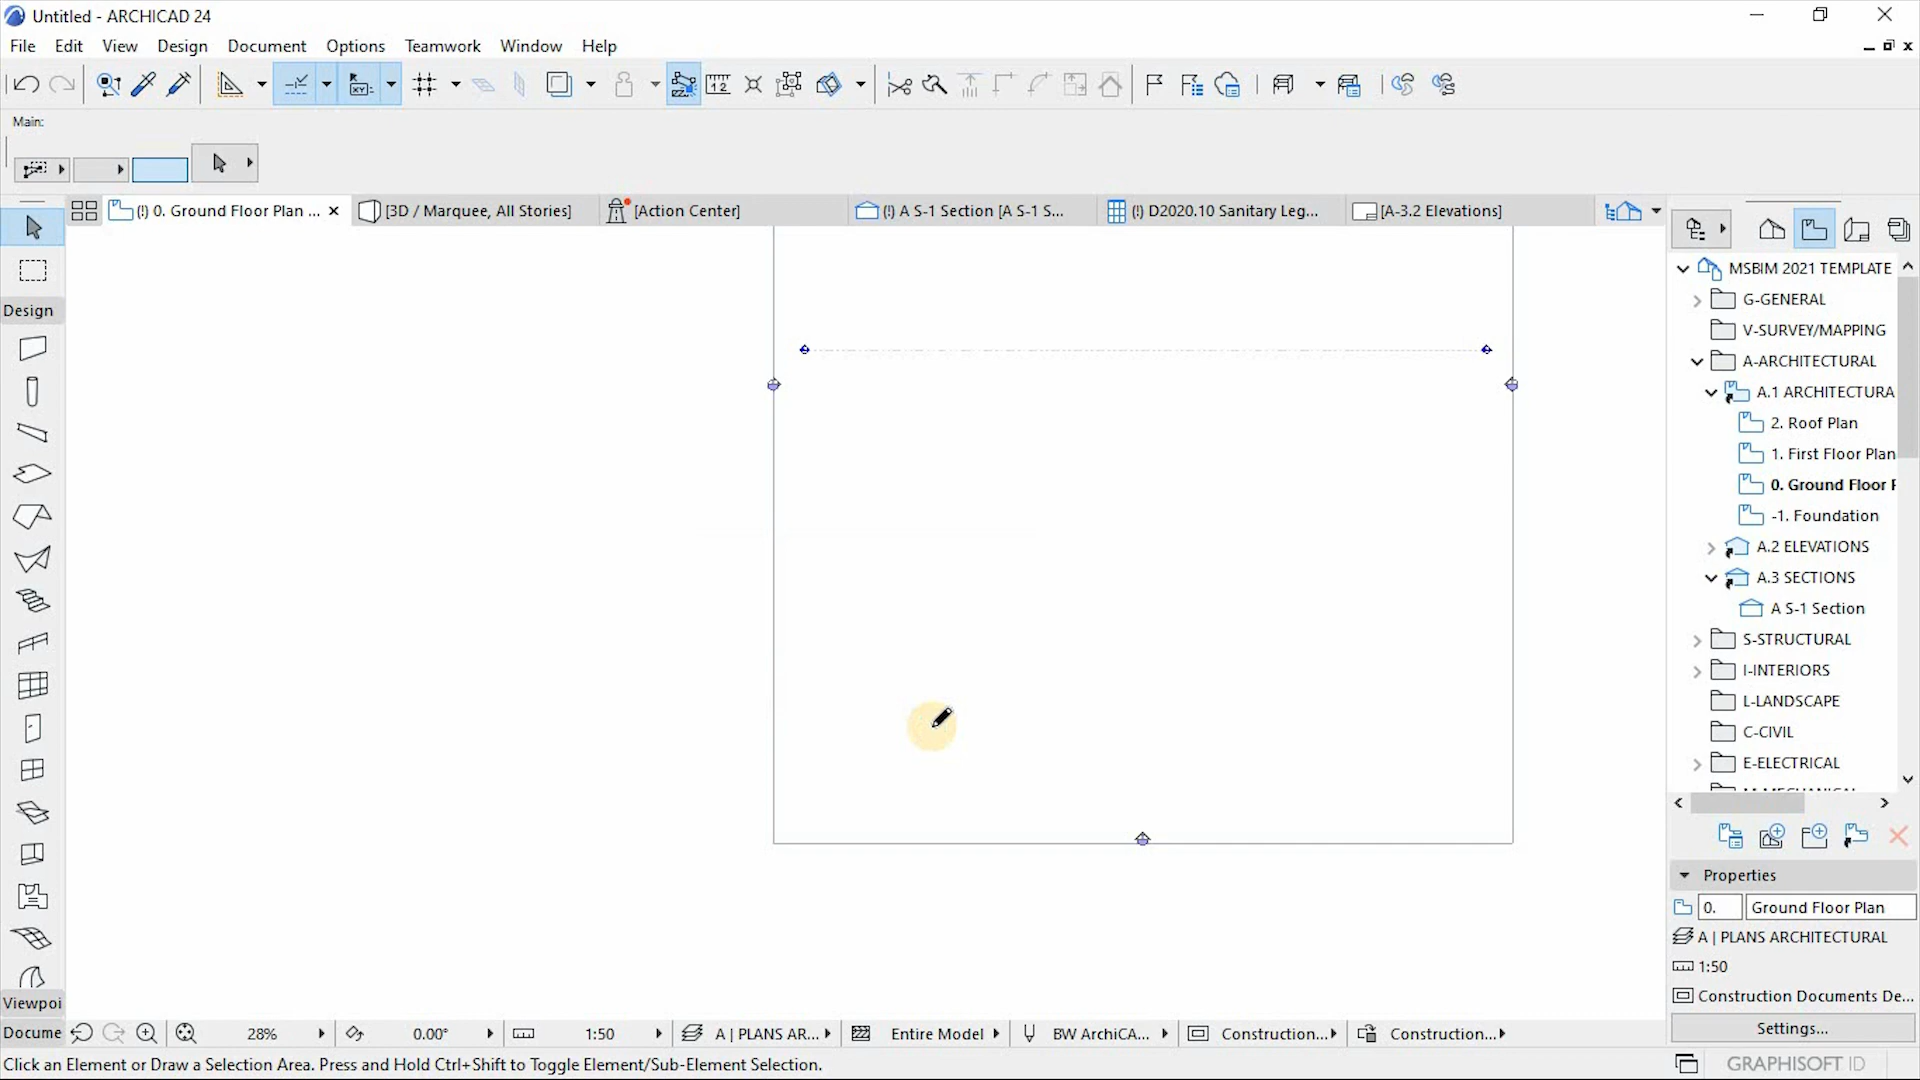 Untitled - ARCHICAD 24
File Edit View Design Document Options Teamwork Window Help
Main:
(!) 0. Ground Floor Plan ... [3D / Marquee, All Stories] [Action Center] (!) A S-1 Section [A S-1 S... (!) D2020.10 Sanitary Leg... [A-3.2 Elevations]
Design
Viewpoi
Docume
MSBIM 2021 TEMPLATE
G-GENERAL
V-SURVEY/MAPPING
A-ARCHITECTURAL
A.1 ARCHITECTURA
2. Roof Plan
1. First Floor Plan
0. Ground Floor
-1. Foundation
A.2 ELEVATIONS
A.3 SECTIONS
A S-1 Section
S-STRUCTURAL
I-INTERIORS
L-LANDSCAPE
C-CIVIL
E-ELECTRICAL
Properties
0. Ground Floor Plan
A | PLANS ARCHITECTURAL
1:50
Construction Documents De...
Settings...
28% 0.00° 1:50 A | PLANS AR... Entire Model BW ArchiCA... Construction... Construction...
Click an Element or Draw a Selection Area. Press and Hold Ctrl+Shift to Toggle Element/Sub-Element Selection.
GRAPHISOFT ID